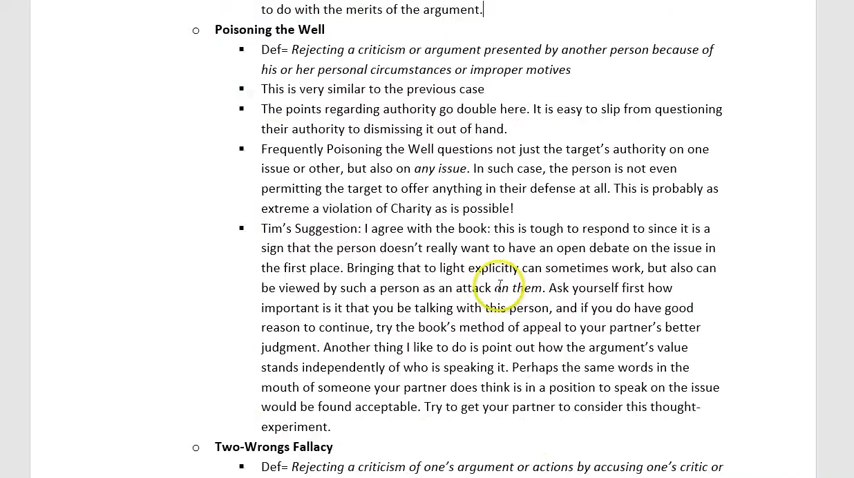 to do with the merits of the argument.
o Poisoning the Well
▪ Def= Rejecting a criticism or argument presented by another person because of
his or her personal circumstances or improper motives
▪ This is very similar to the previous case
▪ The points regarding authority go double here. It is easy to slip from questioning
their authority to dismissing it out of hand.
▪ Frequently Poisoning the Well questions not just the target's authority on one
issue or other, but also on any issue. In such case, the person is not even
permitting the target to offer anything in their defense at all. This is probably as
extreme a violation of Charity as is possible!
▪ Tim's Suggestion: I agree with the book: this is tough to respond to since it is a
sign that the person doesn't really want to have an open debate on the issue in
the first place. Bringing that to light explicitly can sometimes work, but also can
be viewed by such a person as an attack on them. Ask yourself first how
important is it that you be talking with this person, and if you do have good
reason to continue, try the book's method of appeal to your partner's better
judgment. Another thing I like to do is point out how the argument's value
stands independently of who is speaking it. Perhaps the same words in the
mouth of someone your partner does think is in a position to speak on the issue
would be found acceptable. Try to get your partner to consider this thought-
experiment.
o Two-Wrongs Fallacy
▪ Def= Rejecting a criticism of one's argument or actions by accusing one's critic or